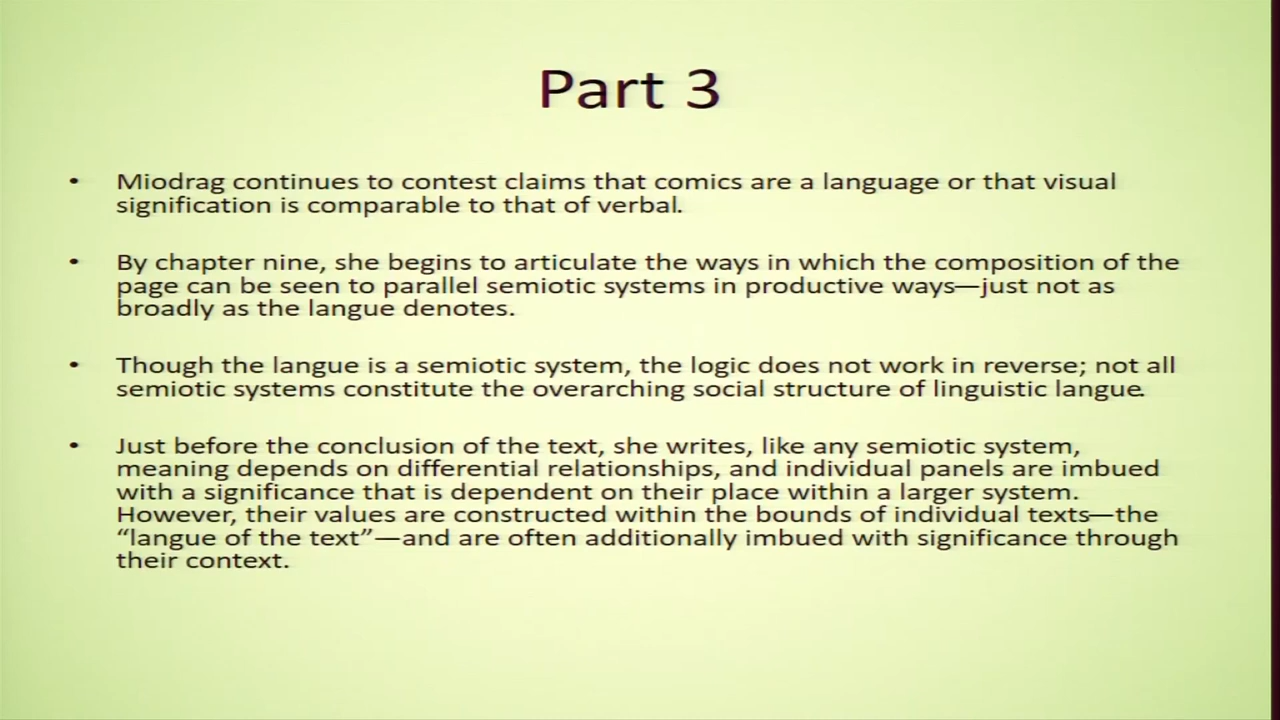 Part 3
• Miodrag continues to contest claims that comics are a language or that visual
signification is comparable to that of verbal.
• By chapter nine, she begins to articulate the ways in which the composition of the
page can be seen to parallel semiotic systems in productive ways—just not as
broadly as the langue denotes.
• Though the langue is a semiotic system, the logic does not work in reverse; not all
semiotic systems constitute the overarching social structure of linguistic langue.
• Just before the conclusion of the text, she writes, like any semiotic system,
meaning depends on differential relationships, and individual panels are imbued
with a significance that is dependent on their place within a larger system.
However, their values are constructed within the bounds of individual texts—the
“langue of the text”—and are often additionally imbued with significance through
their context.